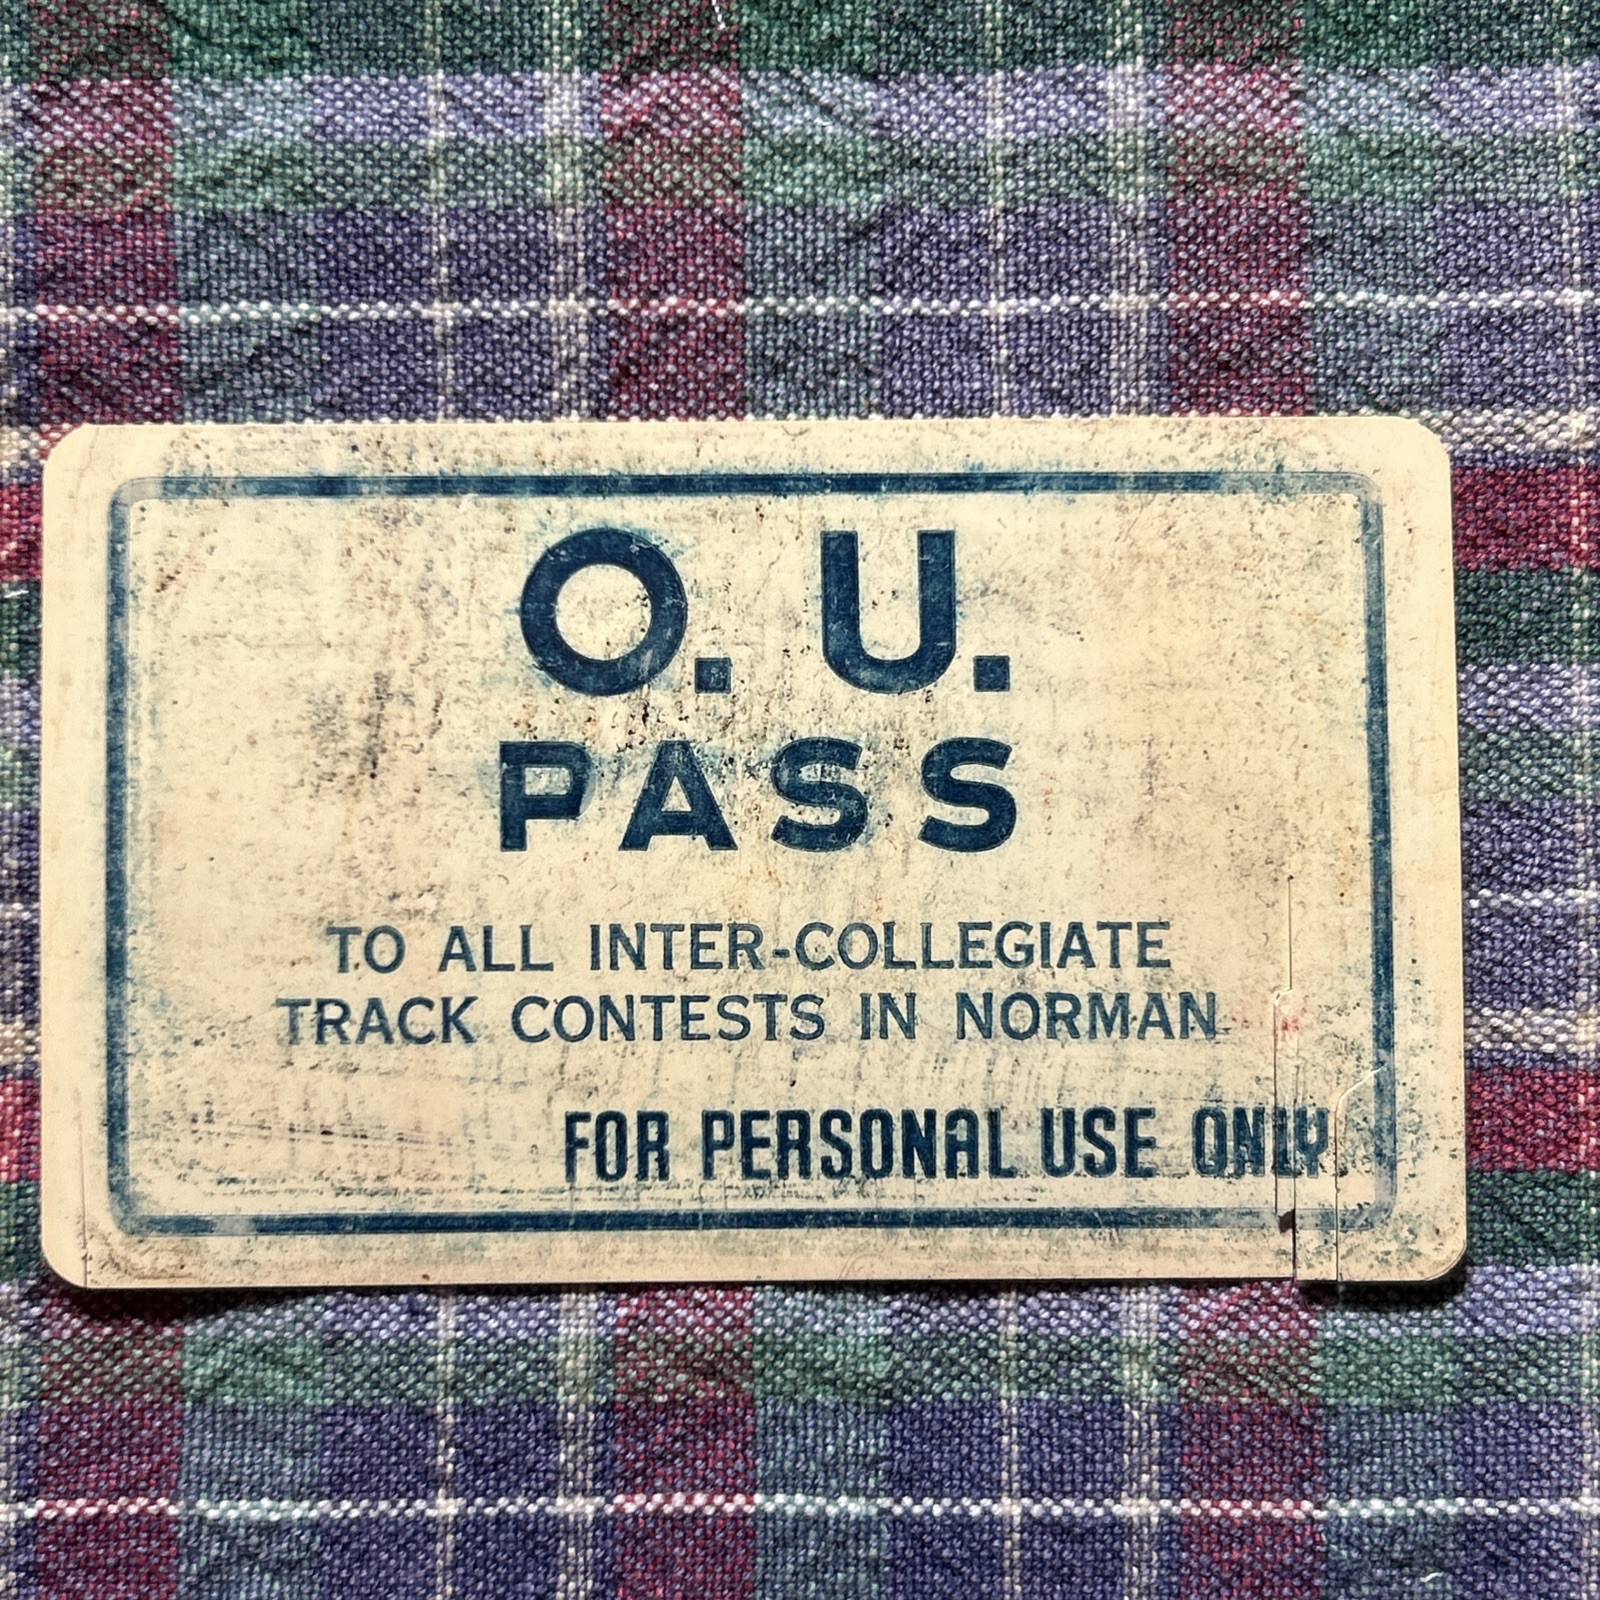 O. U.
PASS
TO ALL INTER-COLLEGIATE
TRACK CONTESTS IN NORMAN
FOR PERSONAL USE ONLY